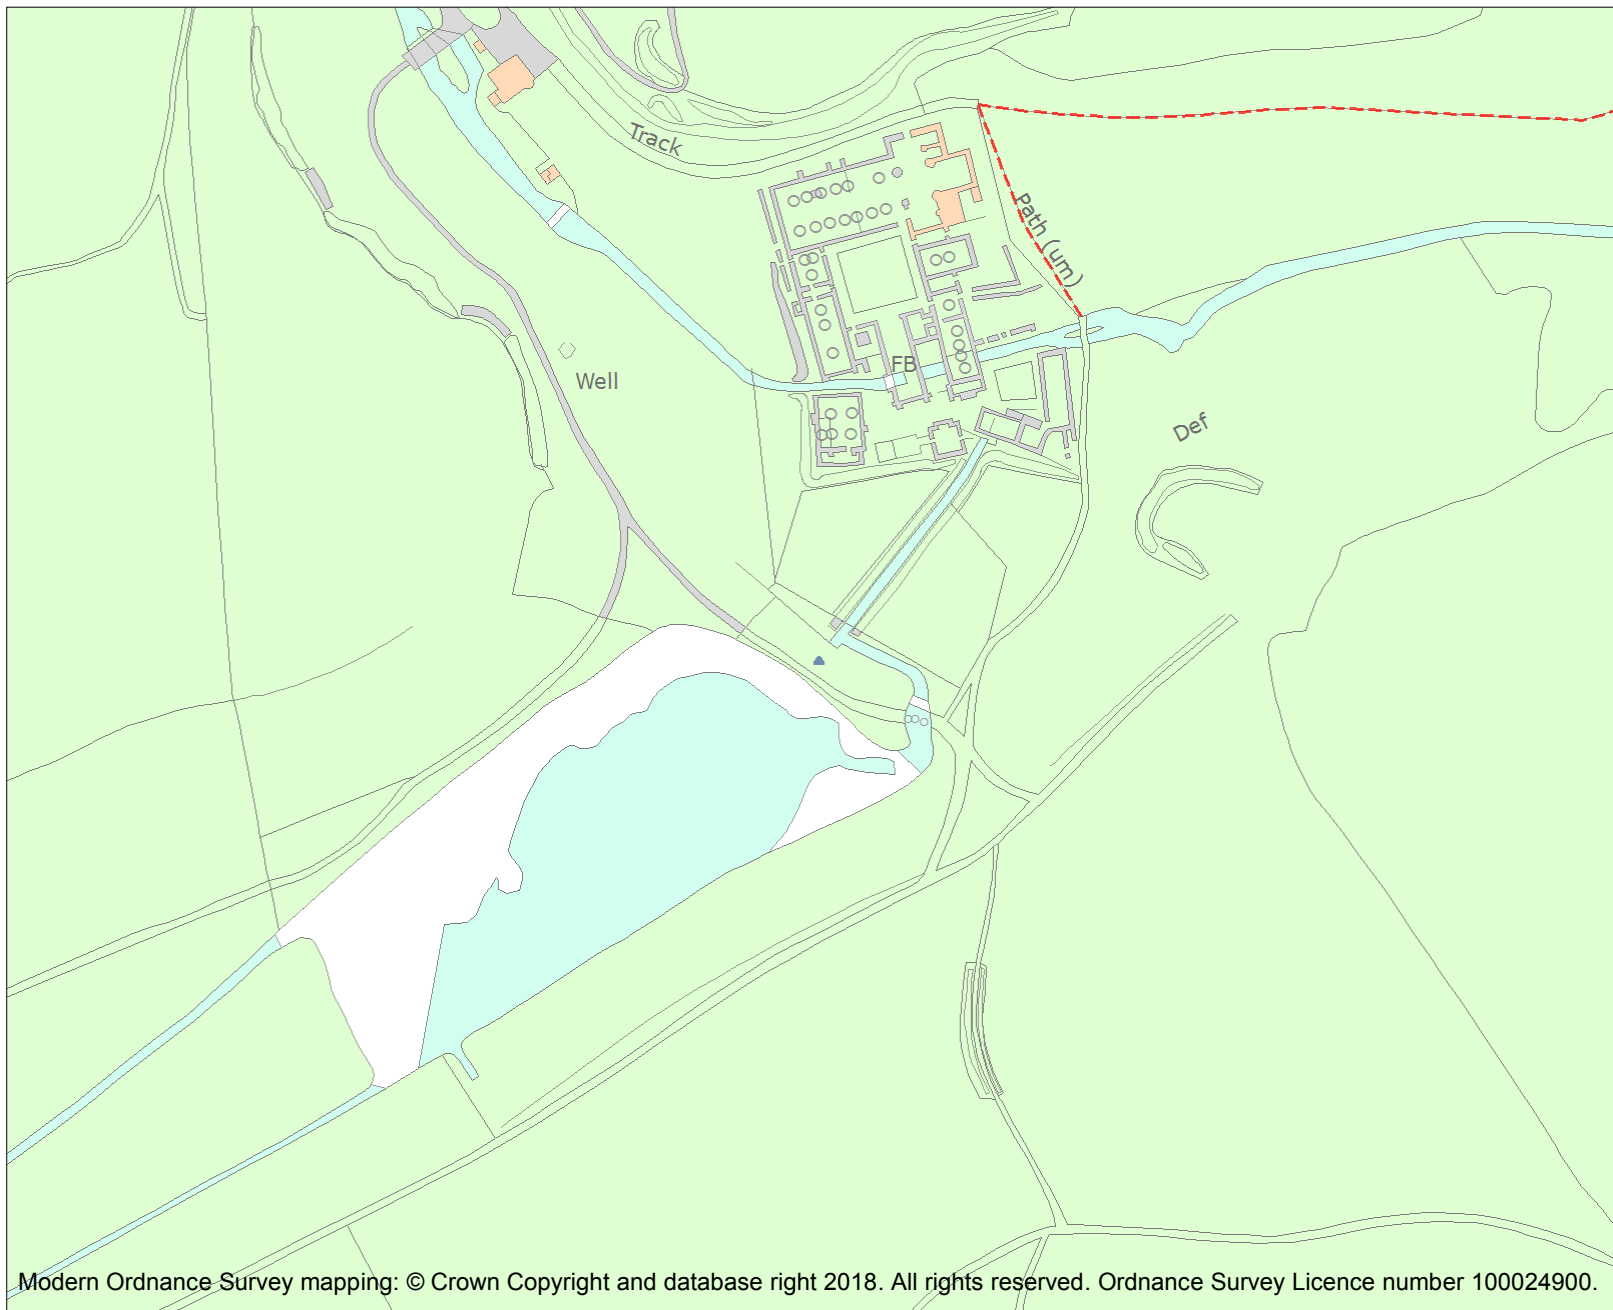 Track
Path (um)
FB
Well
Def
Modern Ordnance Survey mapping: © Crown Copyright and database right 2018. All rights reserved. Ordnance Survey Licence number 100024900.